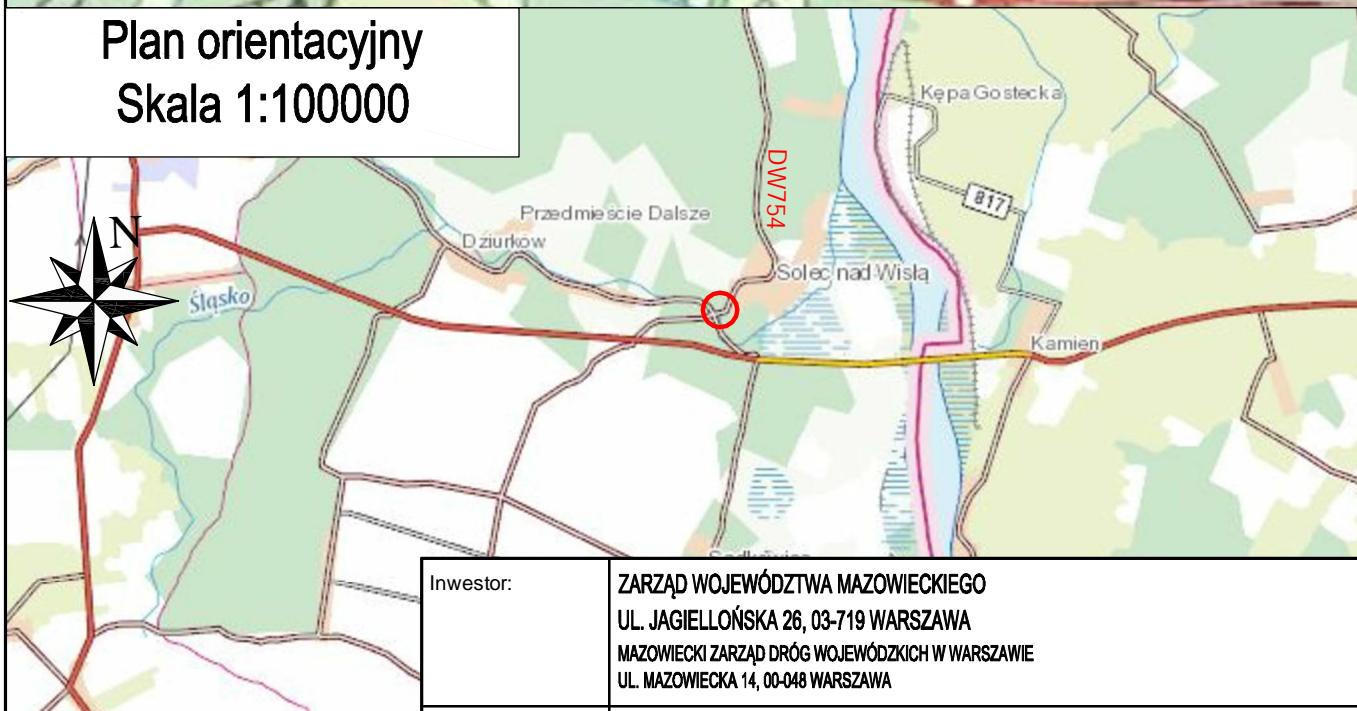 Plan orientacyjny
Skala 1:100000
Kępa Gostecka
DW754
817
Przedmieście Dalsze
Dziurków
Solec nad Wisłą
N
Śląsko
Kamień
Inwestor:
ZARZĄD WOJEWÓDZTWA MAZOWIECKIEGO
UL. JAGIELLOŃSKA 26, 03-719 WARSZAWA
MAZOWIECKI ZARZĄD DRÓG WOJEWÓDZKICH W WARSZAWIE
UL. MAZOWIECKA 14, 00-048 WARSZAWA